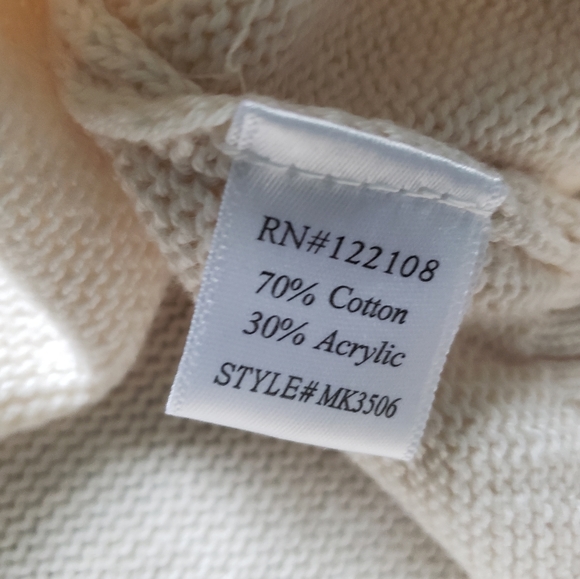 RN#122108
70% Cotton
30% Acrylic
STYLE# MK3506